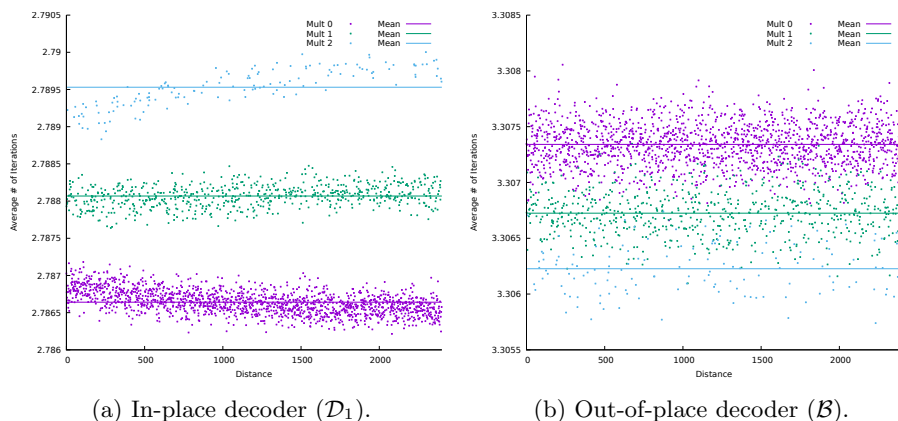 2.7905
2.79
2.7895
2.789
2.7885
2.788
2.7875
2.787
2.7865
2.786
Average # of Iterations
Mult 0 Mean
Mult 1 Mean
Mult 2 Mean
0 500 1000 1500 2000
Distance
(a) In-place decoder (𝒟₁).
3.3085
3.308
3.3075
3.307
3.3065
3.306
3.3055
Average # of Iterations
Mult 0 Mean
Mult 1 Mean
Mult 2 Mean
0 500 1000 1500 2000
Distance
(b) Out-of-place decoder (ℬ).